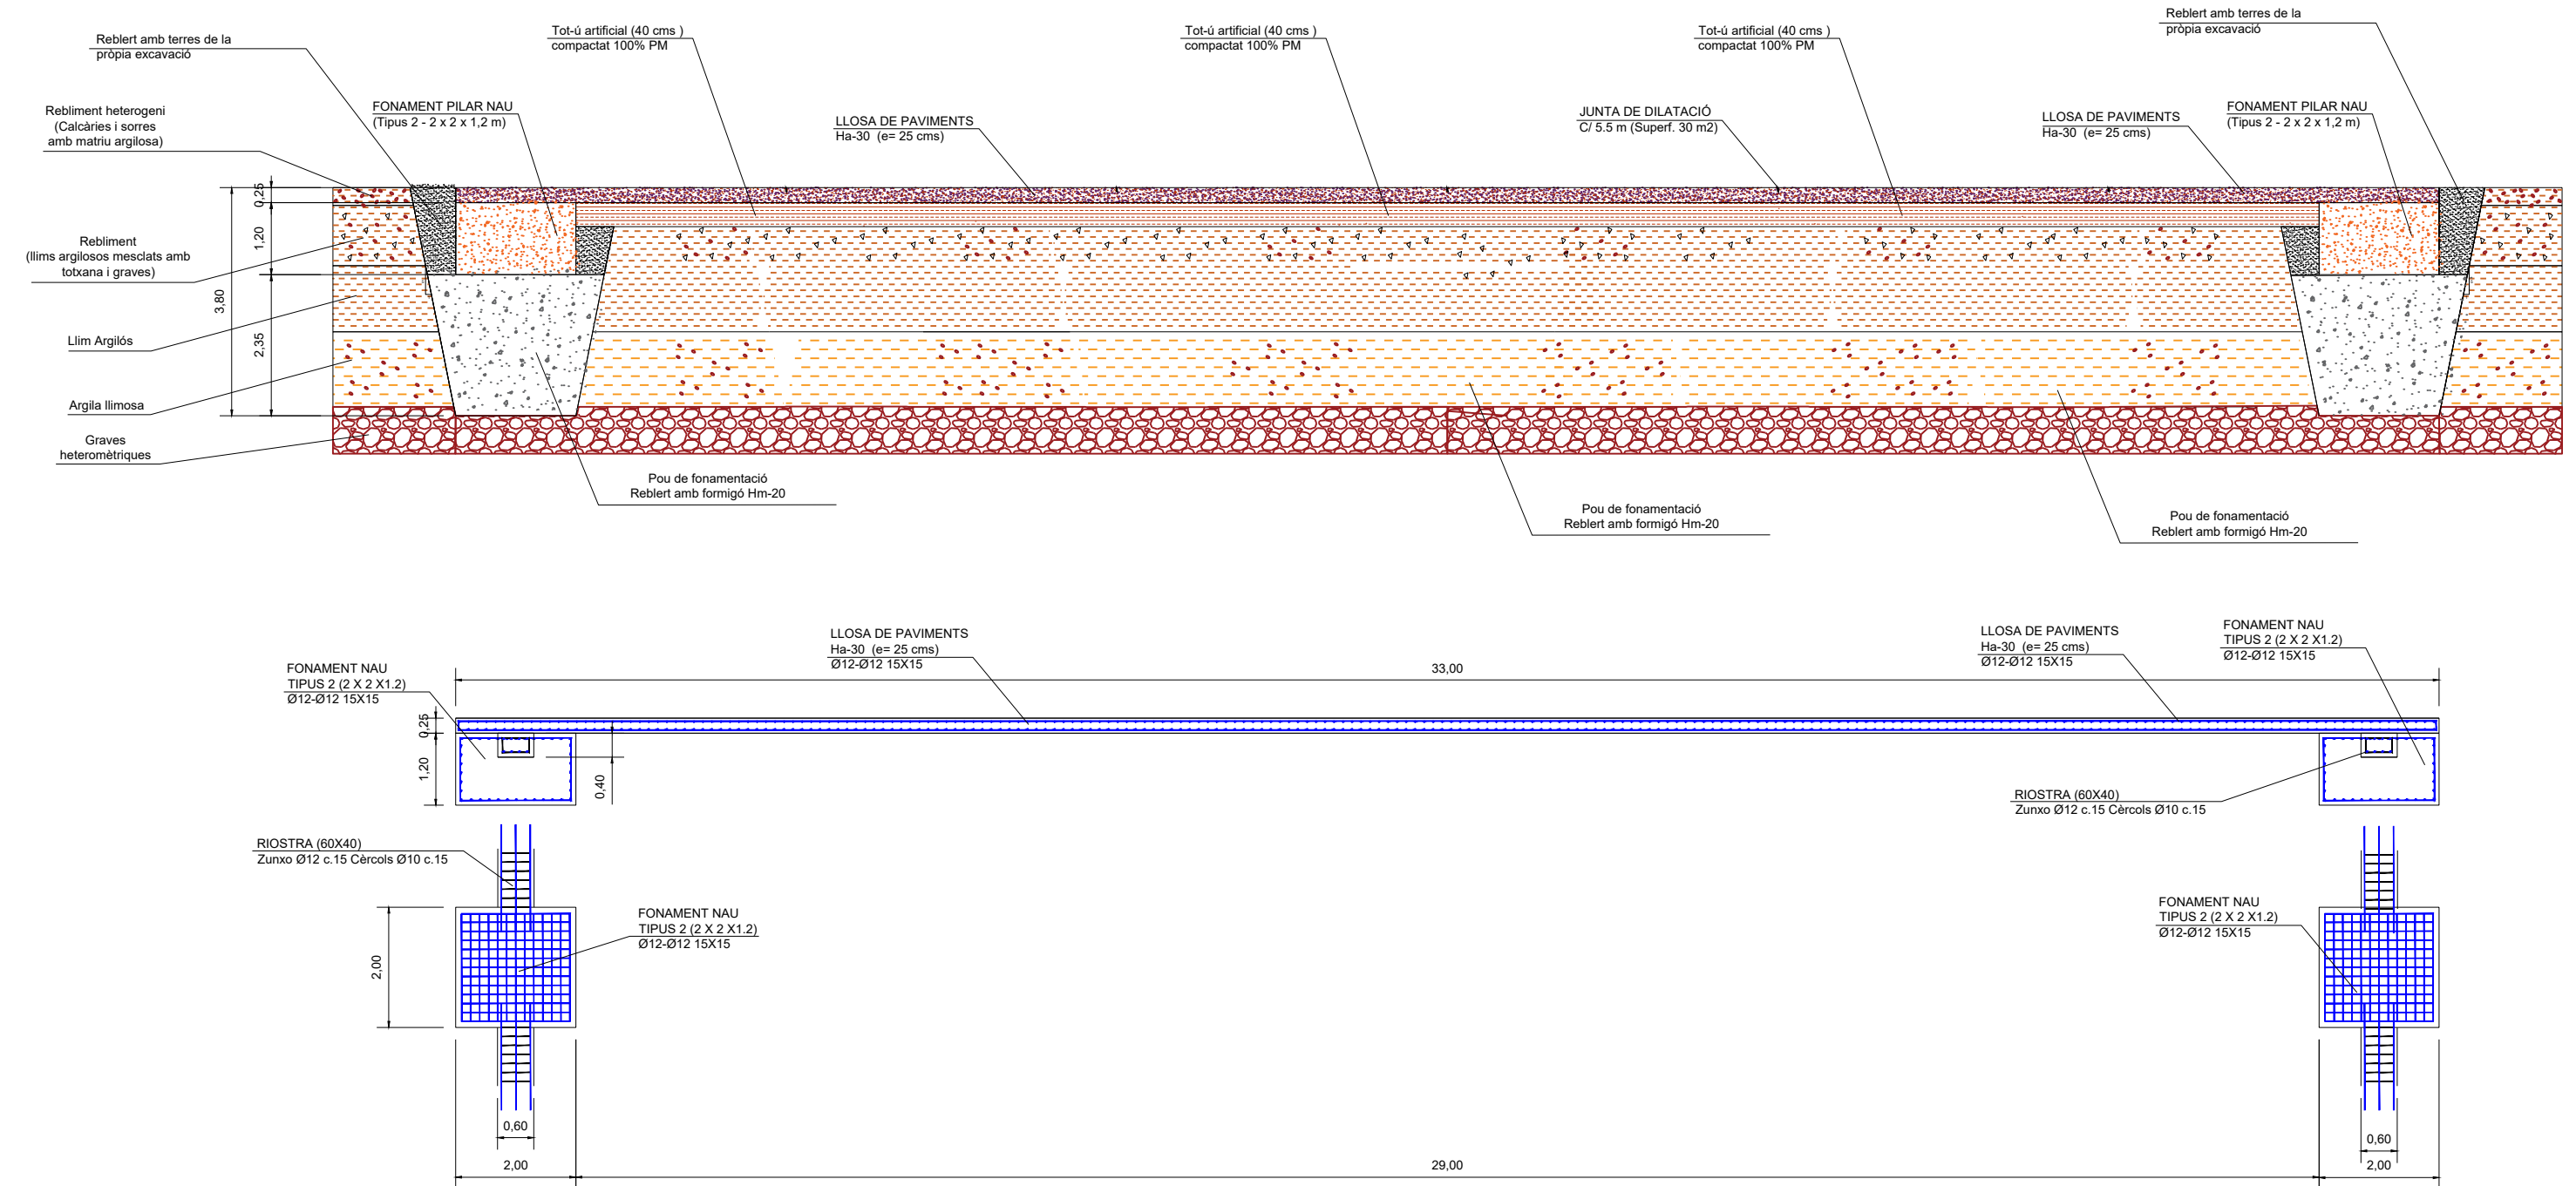 Reblert amb terres de la
pròpia excavació
Tot-ú artificial (40 cms )
compactat 100% PM
Tot-ú artificial (40 cms )
compactat 100% PM
Tot-ú artificial (40 cms )
compactat 100% PM
Reblert amb terres de la
pròpia excavació
Rebliment heterogeni
(Calcàries i sorres
amb matriu argilosa)
FONAMENT PILAR NAU
(Tipus 2 - 2 x 2 x 1,2 m)
LLOSA DE PAVIMENTS
Ha-30 (e= 25 cms)
JUNTA DE DILATACIÓ
C/ 5.5 m (Superf. 30 m2)
LLOSA DE PAVIMENTS
Ha-30 (e= 25 cms)
FONAMENT PILAR NAU
(Tipus 2 - 2 x 2 x 1,2 m)
0,25
1,20
3,80
2,35
Rebliment
(llims argilosos mesclats amb
totxana i graves)
Llim Argilós
Argila llimosa
Graves
heteromètriques
Pou de fonamentació
Reblert amb formigó Hm-20
Pou de fonamentació
Reblert amb formigó Hm-20
Pou de fonamentació
Reblert amb formigó Hm-20
FONAMENT NAU
TIPUS 2 (2 X 2 X1.2)
Ø12-Ø12 15X15
LLOSA DE PAVIMENTS
Ha-30 (e= 25 cms)
Ø12-Ø12 15X15
33,00
LLOSA DE PAVIMENTS
Ha-30 (e= 25 cms)
Ø12-Ø12 15X15
FONAMENT NAU
TIPUS 2 (2 X 2 X1.2)
Ø12-Ø12 15X15
0,25
1,20
0,40
RIOSTRA (60X40)
Zunxo Ø12 c.15 Cèrcols Ø10 c.15
RIOSTRA (60X40)
Zunxo Ø12 c.15 Cèrcols Ø10 c.15
FONAMENT NAU
TIPUS 2 (2 X 2 X1.2)
Ø12-Ø12 15X15
FONAMENT NAU
TIPUS 2 (2 X 2 X1.2)
Ø12-Ø12 15X15
2,00
0,60
0,60
2,00
29,00
2,00